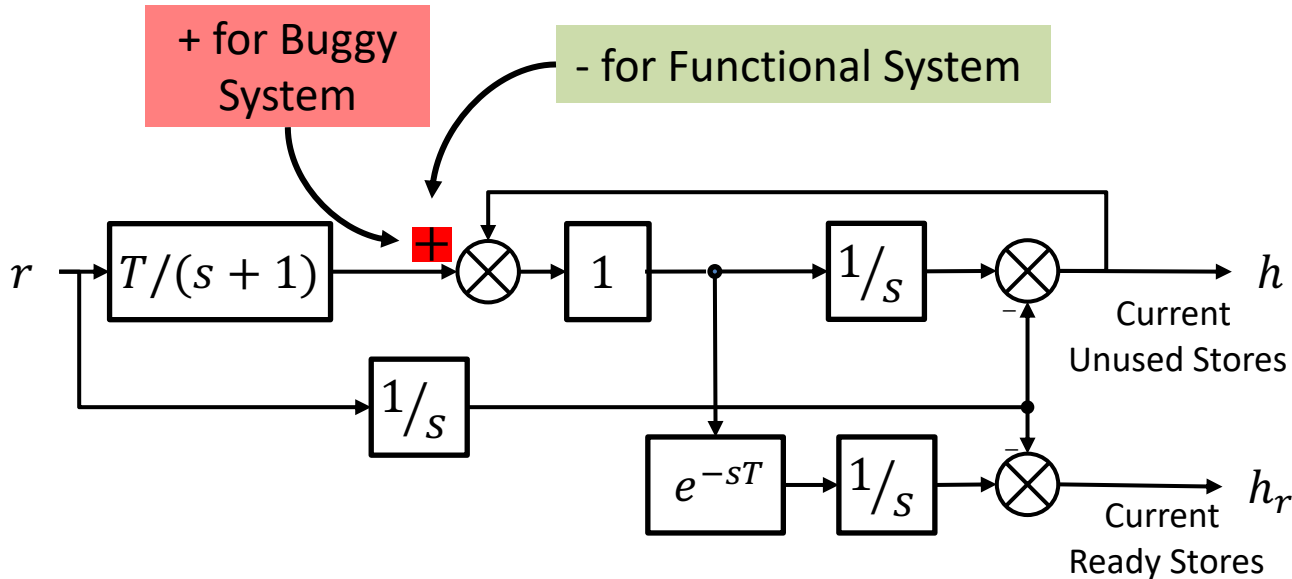 + for Buggy
System
- for Functional System
+
r
T/(s + 1)
1
1/s
h
-
Current
Unused Stores
1/s
-
e^{-sT}
1/s
h_r
Current
Ready Stores